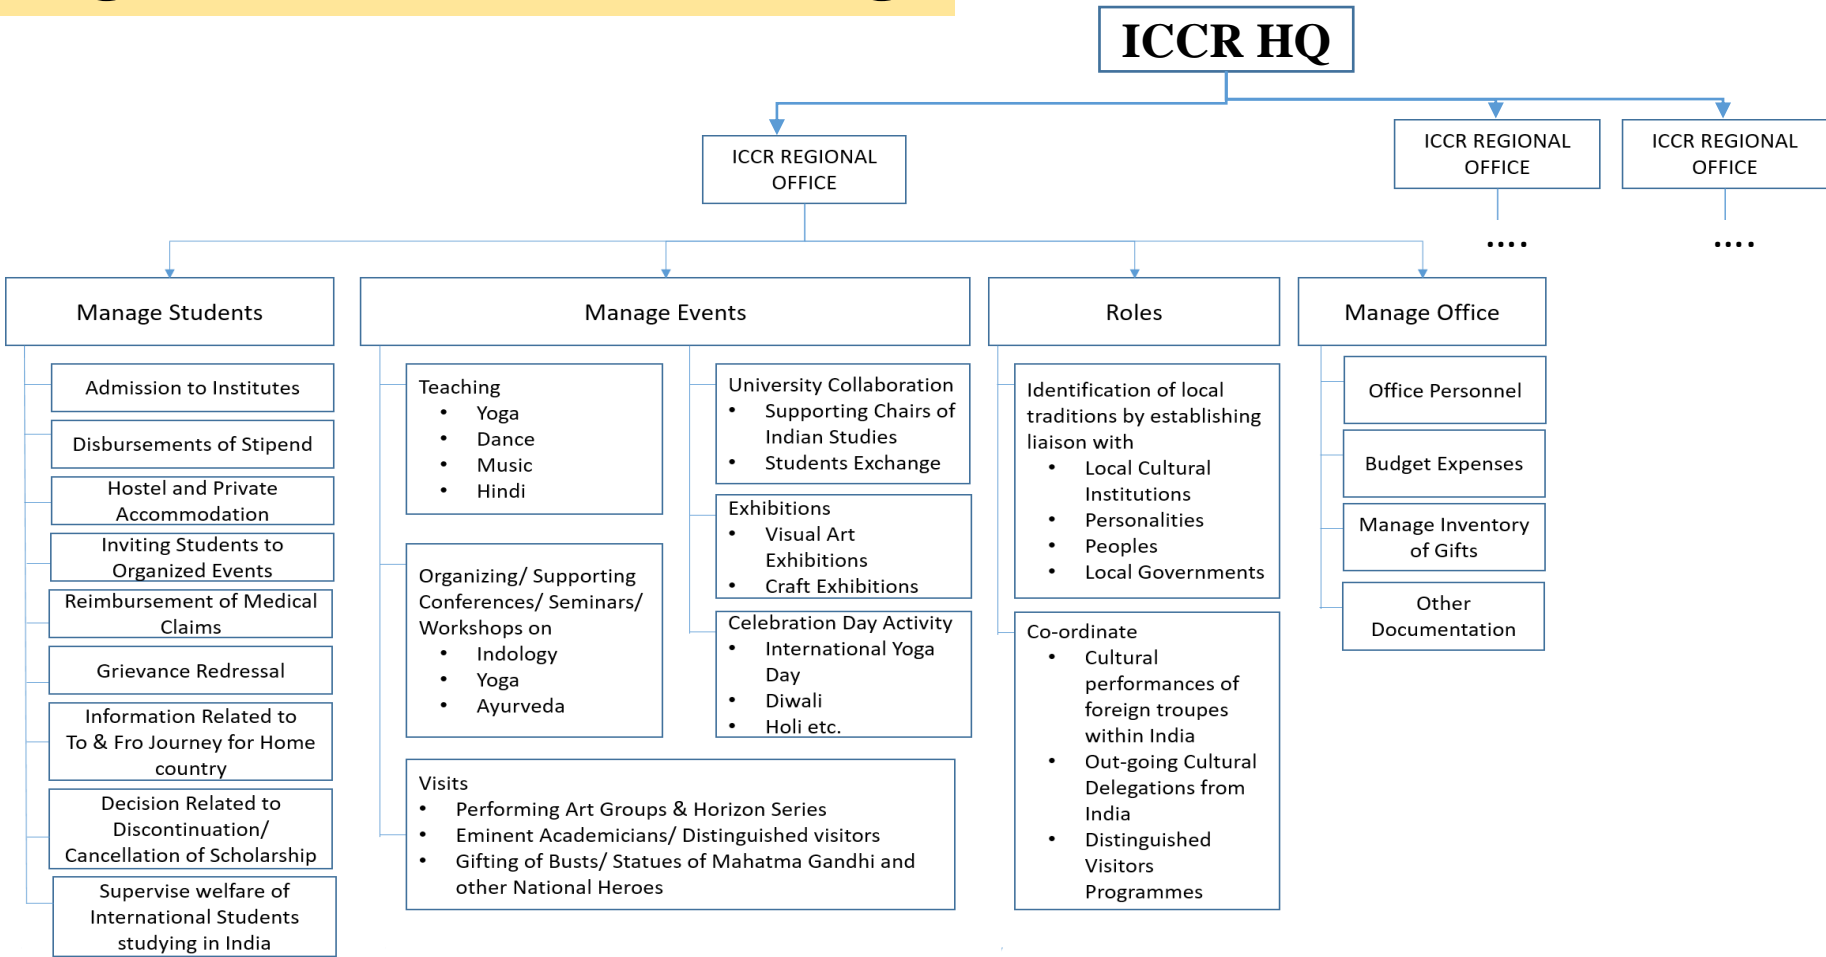 ICCR HQ
ICCR REGIONAL
OFFICE
ICCR REGIONAL
OFFICE
ICCR REGIONAL
OFFICE
....
....
Manage Students
Admission to Institutes
Disbursements of Stipend
Hostel and Private
Accommodation
Inviting Students to
Organized Events
Reimbursement of Medical
Claims
Grievance Redressal
Information Related to
To & Fro Journey for Home
country
Decision Related to
Discontinuation/
Cancellation of Scholarship
Supervise welfare of
International Students
studying in India
Manage Events
Teaching
• Yoga
• Dance
• Music
• Hindi
Organizing/ Supporting
Conferences/ Seminars/
Workshops on
• Indology
• Yoga
• Ayurveda
University Collaboration
• Supporting Chairs of
Indian Studies
• Students Exchange
Exhibitions
• Visual Art
Exhibitions
• Craft Exhibitions
Celebration Day Activity
• International Yoga
Day
• Diwali
• Holi etc.
Visits
• Performing Art Groups & Horizon Series
• Eminent Academicians/ Distinguished visitors
• Gifting of Busts/ Statues of Mahatma Gandhi and
other National Heroes
Roles
Identification of local
traditions by establishing
liaison with
• Local Cultural
Institutions
• Personalities
• Peoples
• Local Governments
Co-ordinate
• Cultural
performances of
foreign troupes
within India
• Out-going Cultural
Delegations from
India
• Distinguished
Visitors
Programmes
Manage Office
Office Personnel
Budget Expenses
Manage Inventory
of Gifts
Other
Documentation